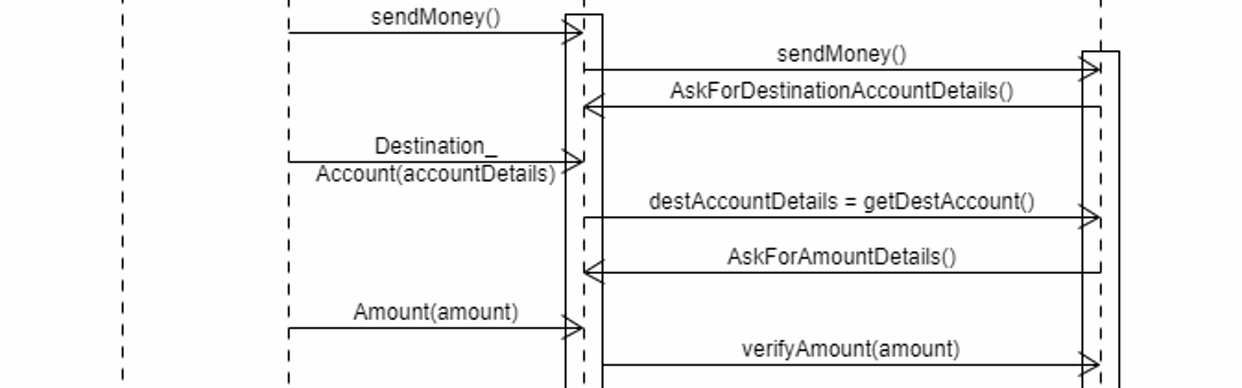 sendMoney()
sendMoney()
AskForDestinationAccountDetails()
Destination_
Account(accountDetails)
destAccountDetails = getDestAccount()
AskForAmountDetails()
Amount(amount)
verifyAmount(amount)